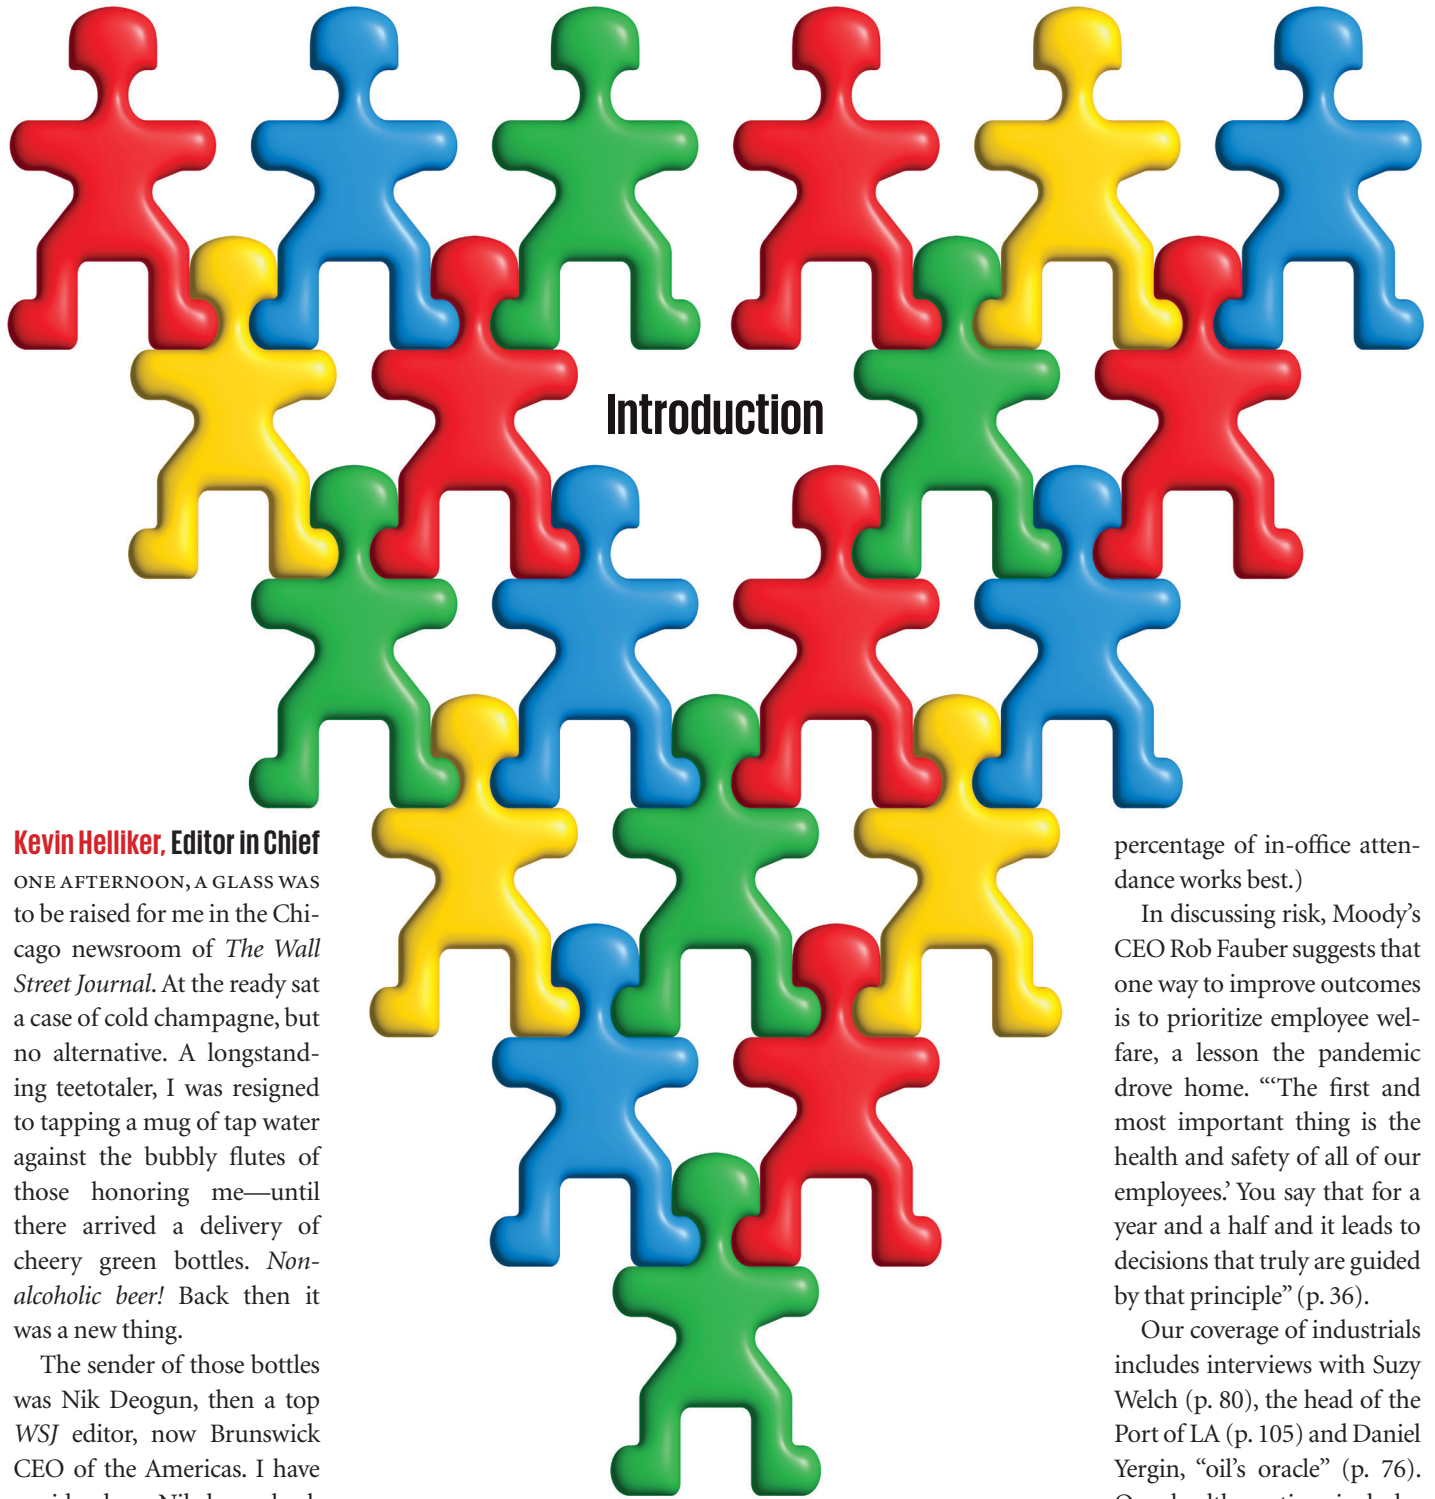 Introduction
Kevin Helliker, Editor in Chief
ONE AFTERNOON, A GLASS WAS
to be raised for me in the Chi-
cago newsroom of The Wall
Street Journal. At the ready sat
a case of cold champagne, but
no alternative. A longstand-
ing teetotaler, I was resigned
to tapping a mug of tap water
against the bubbly flutes of
those honoring me—until
there arrived a delivery of
cheery green bottles. Non-
alcoholic beer! Back then it
was a new thing.
The sender of those bottles
was Nik Deogun, then a top
WSJ editor, now Brunswick
CEO of the Americas. I have
percentage of in-office atten-
dance works best.)
In discussing risk, Moody’s
CEO Rob Fauber suggests that
one way to improve outcomes
is to prioritize employee wel-
fare, a lesson the pandemic
drove home. “‘The first and
most important thing is the
health and safety of all of our
employees.’ You say that for a
year and a half and it leads to
decisions that truly are guided
by that principle” (p. 36).
Our coverage of industrials
includes interviews with Suzy
Welch (p. 80), the head of the
Port of LA (p. 105) and Daniel
Yergin, “oil’s oracle” (p. 76).